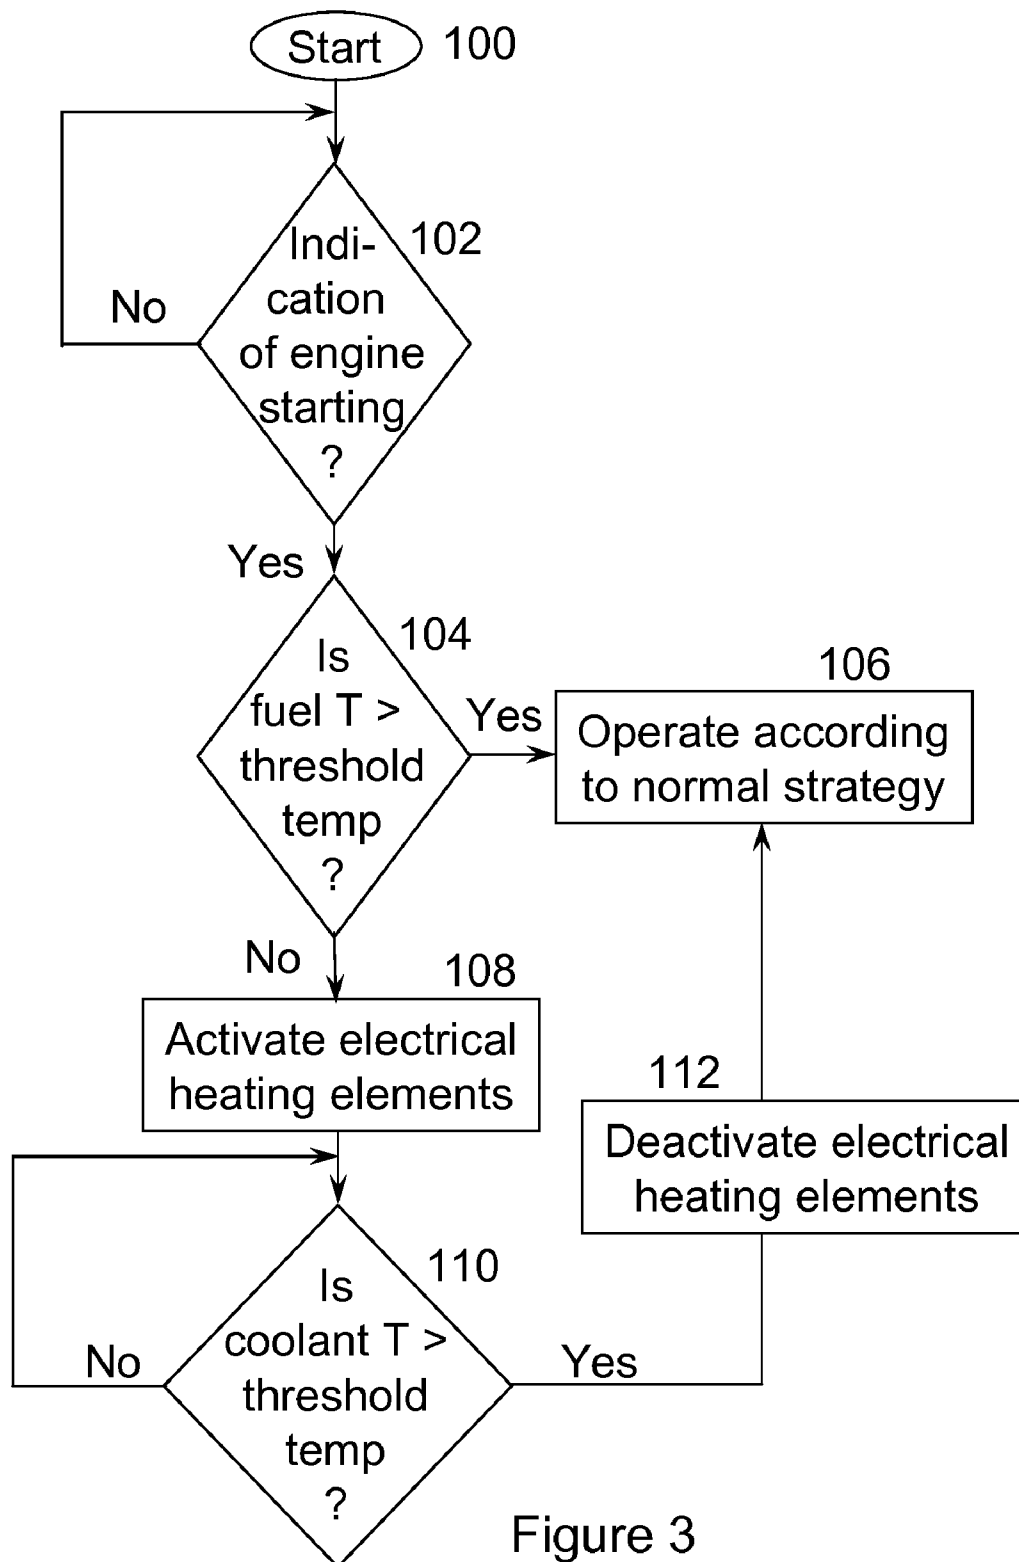 Start
100
102
Indi-
cation
of engine
starting
?
No
Yes
104
Is
fuel T >
threshold
temp
?
Yes
106
Operate according
to normal strategy
No
108
Activate electrical
heating elements
112
Deactivate electrical
heating elements
110
Is
coolant T >
threshold
temp
?
No
Yes
Figure 3